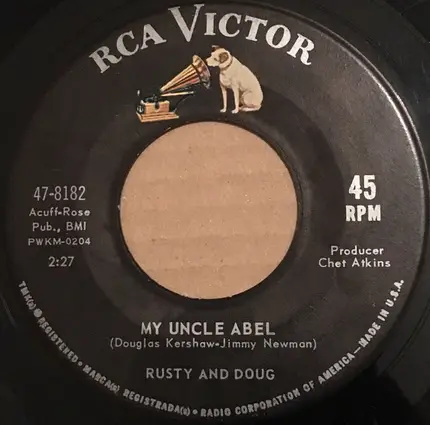 RCA VICTOR
47-8182
Acuff-Rose
Pub., BMI
PWKM-0204
2:27
45
RPM
Producer
Chet Atkins
MY UNCLE ABEL
(Douglas Kershaw-Jimmy Newman)
RUSTY AND DOUG
TMK(s) ® REGISTERED • MARCA(s) REGISTRADA(s) • RADIO CORPORATION OF AMERICA—MADE IN U.S.A.